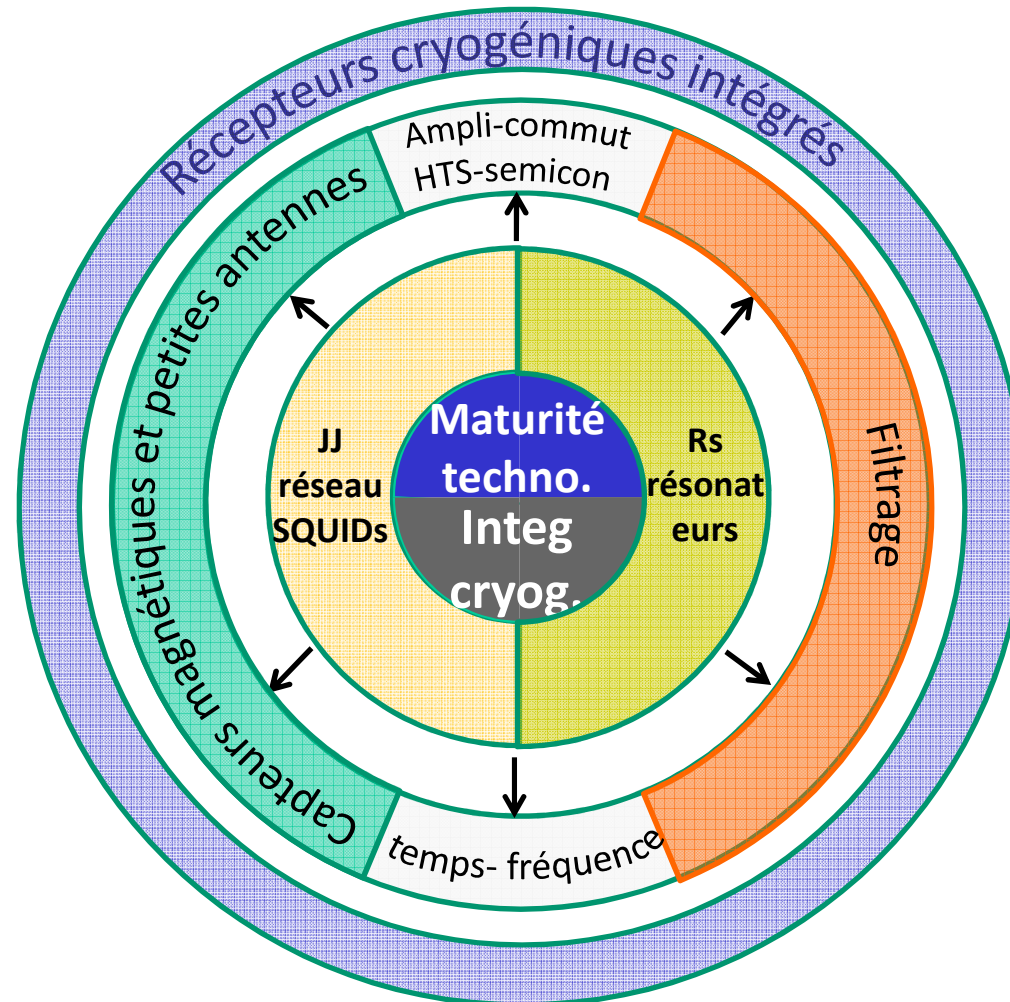 Récepteurs cryogéniques intégrés
Ampli-commut
HTS-semicon
Capteurs magnétiques et petites antennes
Filtrage
JJ
réseau
SQUIDs
Maturité
techno.
Integ
cryog.
Rs
résonat
eurs
temps- fréquence